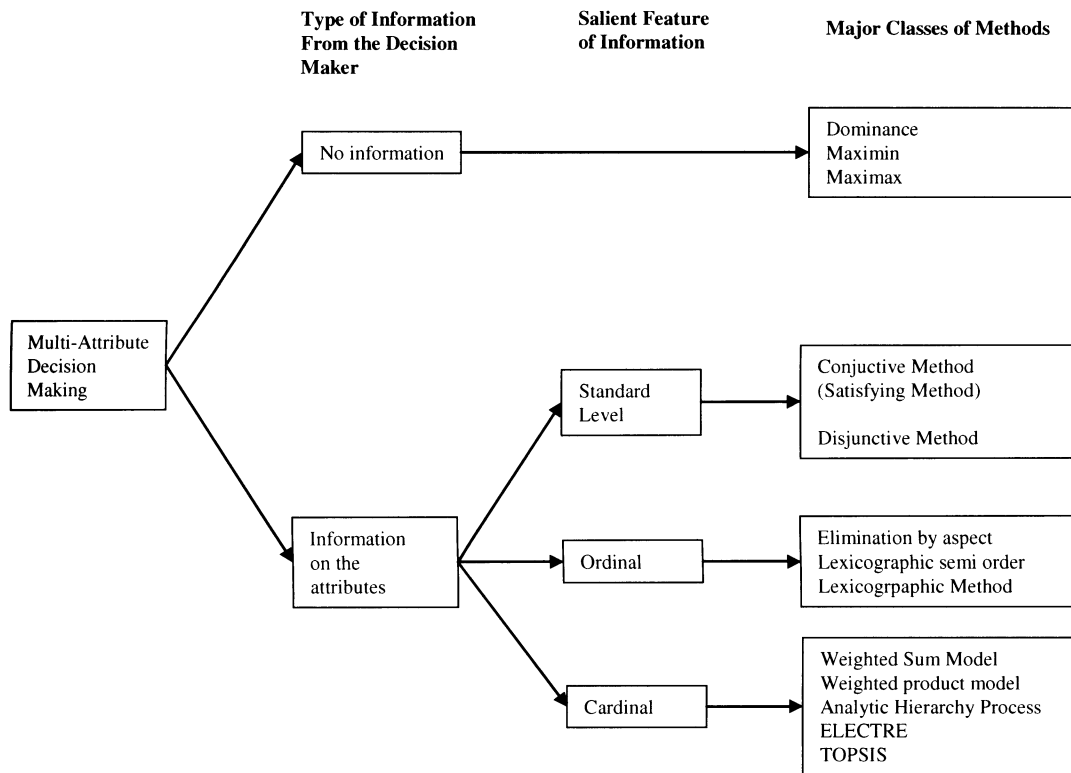 Type of Information
From the Decision
Maker
Salient Feature
of Information
Major Classes of Methods
No information
Dominance
Maximin
Maximax
Multi-Attribute
Decision
Making
Standard
Level
Conjuctive Method
(Satisfying Method)
Disjunctive Method
Information
on the
attributes
Ordinal
Elimination by aspect
Lexicographic semi order
Lexicogrpaphic Method
Cardinal
Weighted Sum Model
Weighted product model
Analytic Hierarchy Process
ELECTRE
TOPSIS